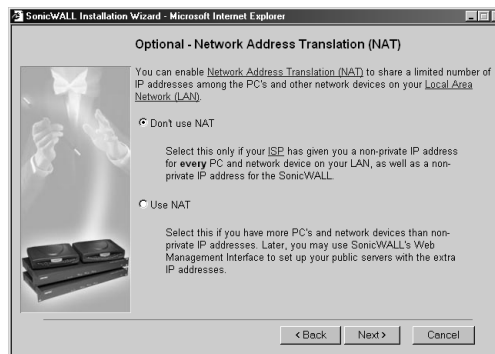 SonicWALL Installation Wizard - Microsoft Internet Explorer
Optional - Network Address Translation (NAT)
You can enable Network Address Translation (NAT) to share a limited number of
IP addresses among the PC's and other network devices on your Local Area
Network (LAN).
Don't use NAT
Select this only if your ISP has given you a non-private IP address
for every PC and network device on your LAN, as well as a non-
private IP address for the SonicWALL.
Use NAT
Select this if you have more PC's and network devices than non-
private IP addresses. Later, you may use SonicWALL's Web
Management Interface to set up your public servers with the extra
IP addresses.
< Back
Next >
Cancel